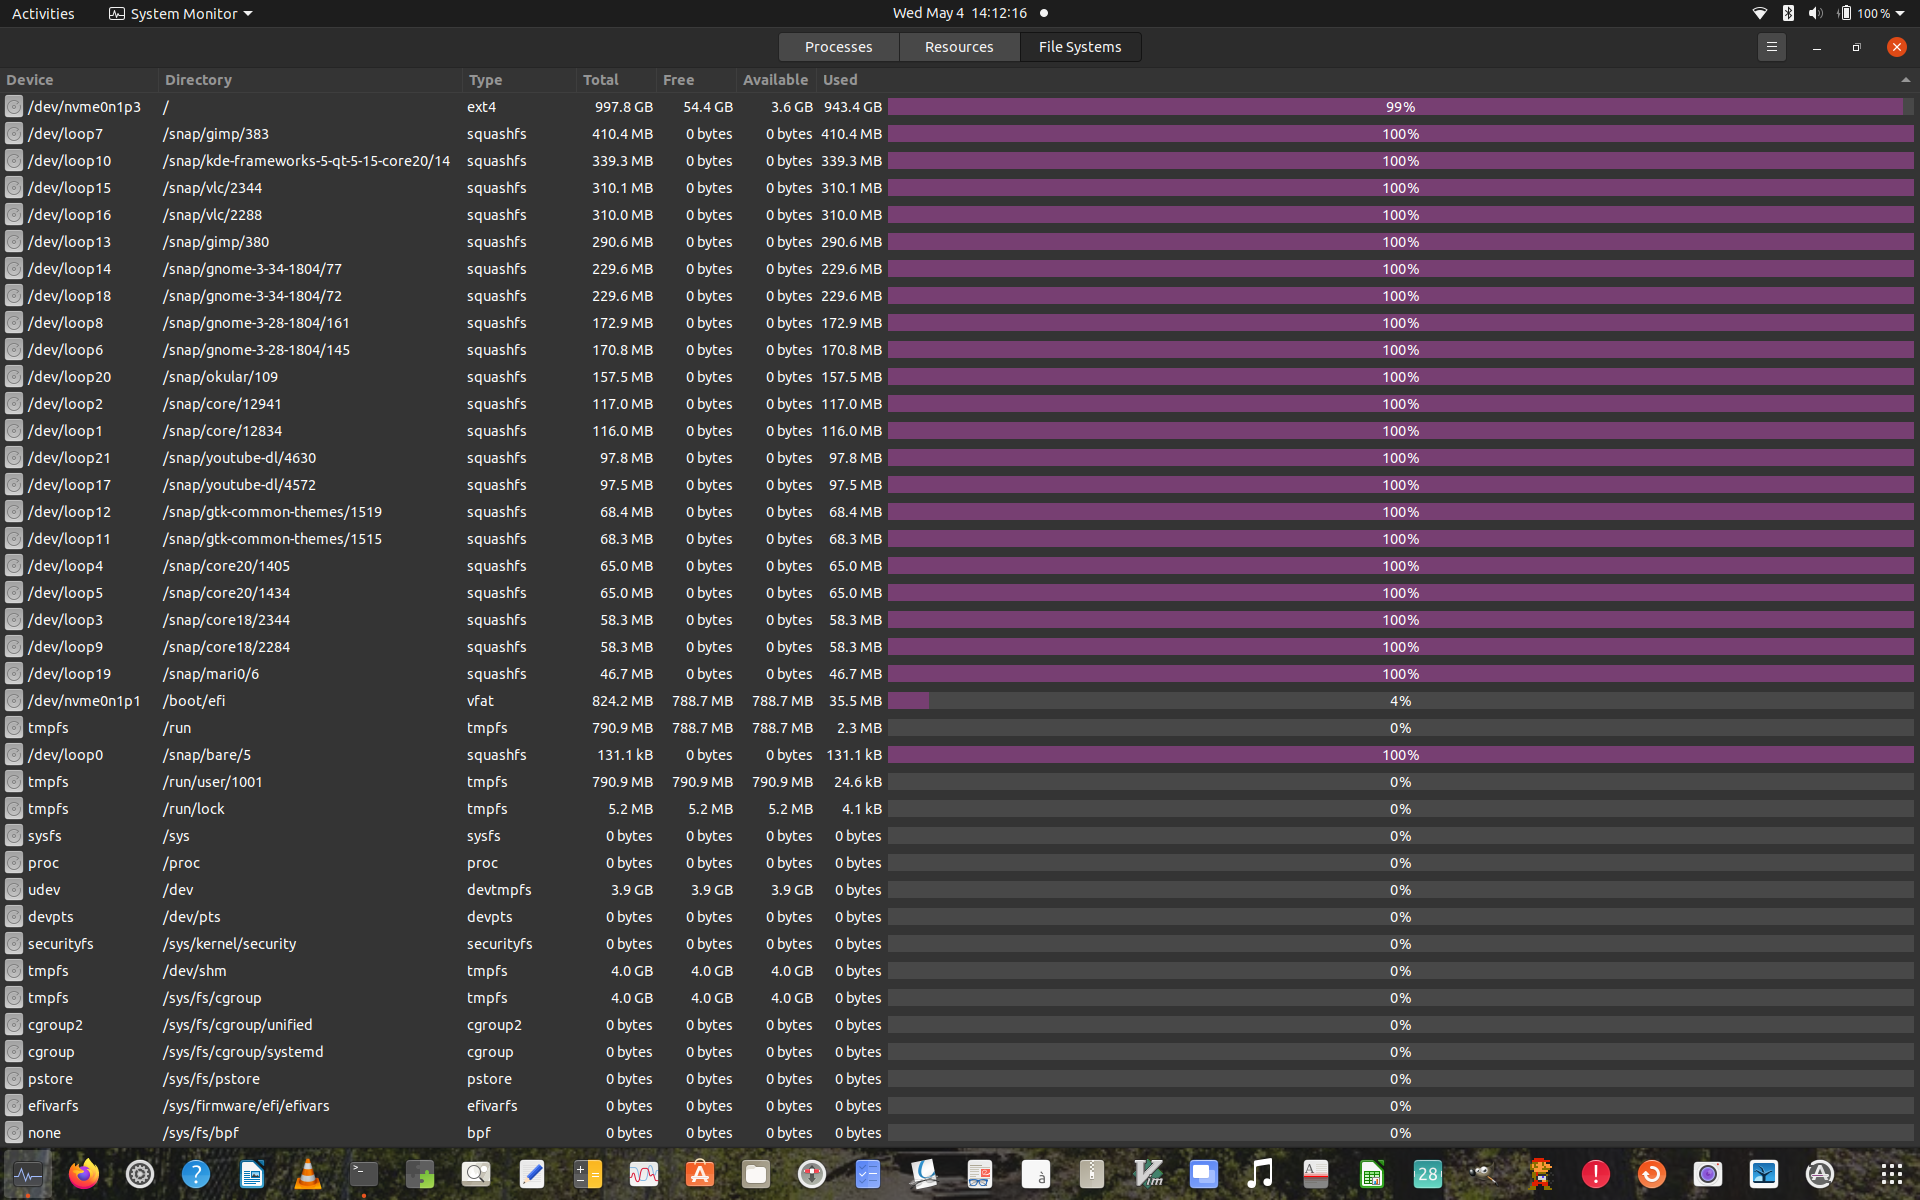 Activities System Monitor Wed May 4 14:12:16 100 %
Processes Resources File Systems
Device Directory Type Total Free Available Used
/dev/nvme0n1p3 / ext4 997.8 GB 54.4 GB 3.6 GB 943.4 GB 99%
/dev/loop7 /snap/gimp/383 squashfs 410.4 MB 0 bytes 0 bytes 410.4 MB 100%
/dev/loop10 /snap/kde-frameworks-5-qt-5-15-core20/14 squashfs 339.3 MB 0 bytes 0 bytes 339.3 MB 100%
/dev/loop15 /snap/vlc/2344 squashfs 310.1 MB 0 bytes 0 bytes 310.1 MB 100%
/dev/loop16 /snap/vlc/2288 squashfs 310.0 MB 0 bytes 0 bytes 310.0 MB 100%
/dev/loop13 /snap/gimp/380 squashfs 290.6 MB 0 bytes 0 bytes 290.6 MB 100%
/dev/loop14 /snap/gnome-3-34-1804/77 squashfs 229.6 MB 0 bytes 0 bytes 229.6 MB 100%
/dev/loop18 /snap/gnome-3-34-1804/72 squashfs 229.6 MB 0 bytes 0 bytes 229.6 MB 100%
/dev/loop8 /snap/gnome-3-28-1804/161 squashfs 172.9 MB 0 bytes 0 bytes 172.9 MB 100%
/dev/loop6 /snap/gnome-3-28-1804/145 squashfs 170.8 MB 0 bytes 0 bytes 170.8 MB 100%
/dev/loop20 /snap/okular/109 squashfs 157.5 MB 0 bytes 0 bytes 157.5 MB 100%
/dev/loop2 /snap/core/12941 squashfs 117.0 MB 0 bytes 0 bytes 117.0 MB 100%
/dev/loop1 /snap/core/12834 squashfs 116.0 MB 0 bytes 0 bytes 116.0 MB 100%
/dev/loop21 /snap/youtube-dl/4630 squashfs 97.8 MB 0 bytes 0 bytes 97.8 MB 100%
/dev/loop17 /snap/youtube-dl/4572 squashfs 97.5 MB 0 bytes 0 bytes 97.5 MB 100%
/dev/loop12 /snap/gtk-common-themes/1519 squashfs 68.4 MB 0 bytes 0 bytes 68.4 MB 100%
/dev/loop11 /snap/gtk-common-themes/1515 squashfs 68.3 MB 0 bytes 0 bytes 68.3 MB 100%
/dev/loop4 /snap/core20/1405 squashfs 65.0 MB 0 bytes 0 bytes 65.0 MB 100%
/dev/loop5 /snap/core20/1434 squashfs 65.0 MB 0 bytes 0 bytes 65.0 MB 100%
/dev/loop3 /snap/core18/2344 squashfs 58.3 MB 0 bytes 0 bytes 58.3 MB 100%
/dev/loop9 /snap/core18/2284 squashfs 58.3 MB 0 bytes 0 bytes 58.3 MB 100%
/dev/loop19 /snap/mari0/6 squashfs 46.7 MB 0 bytes 0 bytes 46.7 MB 100%
/dev/nvme0n1p1 /boot/efi vfat 824.2 MB 788.7 MB 788.7 MB 35.5 MB 4%
tmpfs /run tmpfs 790.9 MB 788.7 MB 788.7 MB 2.3 MB 0%
/dev/loop0 /snap/bare/5 squashfs 131.1 kB 0 bytes 0 bytes 131.1 kB 100%
tmpfs /run/user/1001 tmpfs 790.9 MB 790.9 MB 790.9 MB 24.6 kB 0%
tmpfs /run/lock tmpfs 5.2 MB 5.2 MB 5.2 MB 4.1 kB 0%
sysfs /sys sysfs 0 bytes 0 bytes 0 bytes 0 bytes 0%
proc /proc proc 0 bytes 0 bytes 0 bytes 0 bytes 0%
udev /dev devtmpfs 3.9 GB 3.9 GB 3.9 GB 0 bytes 0%
devpts /dev/pts devpts 0 bytes 0 bytes 0 bytes 0 bytes 0%
securityfs /sys/kernel/security securityfs 0 bytes 0 bytes 0 bytes 0 bytes 0%
tmpfs /dev/shm tmpfs 4.0 GB 4.0 GB 4.0 GB 0 bytes 0%
tmpfs /sys/fs/cgroup tmpfs 4.0 GB 4.0 GB 4.0 GB 0 bytes 0%
cgroup2 /sys/fs/cgroup/unified cgroup2 0 bytes 0 bytes 0 bytes 0 bytes 0%
cgroup /sys/fs/cgroup/systemd cgroup 0 bytes 0 bytes 0 bytes 0 bytes 0%
pstore /sys/fs/pstore pstore 0 bytes 0 bytes 0 bytes 0 bytes 0%
efivarfs /sys/firmware/efi/efivars efivarfs 0 bytes 0 bytes 0 bytes 0 bytes 0%
none /sys/fs/bpf bpf 0 bytes 0 bytes 0 bytes 0 bytes 0%
? >_ à Vim A 28 ! A